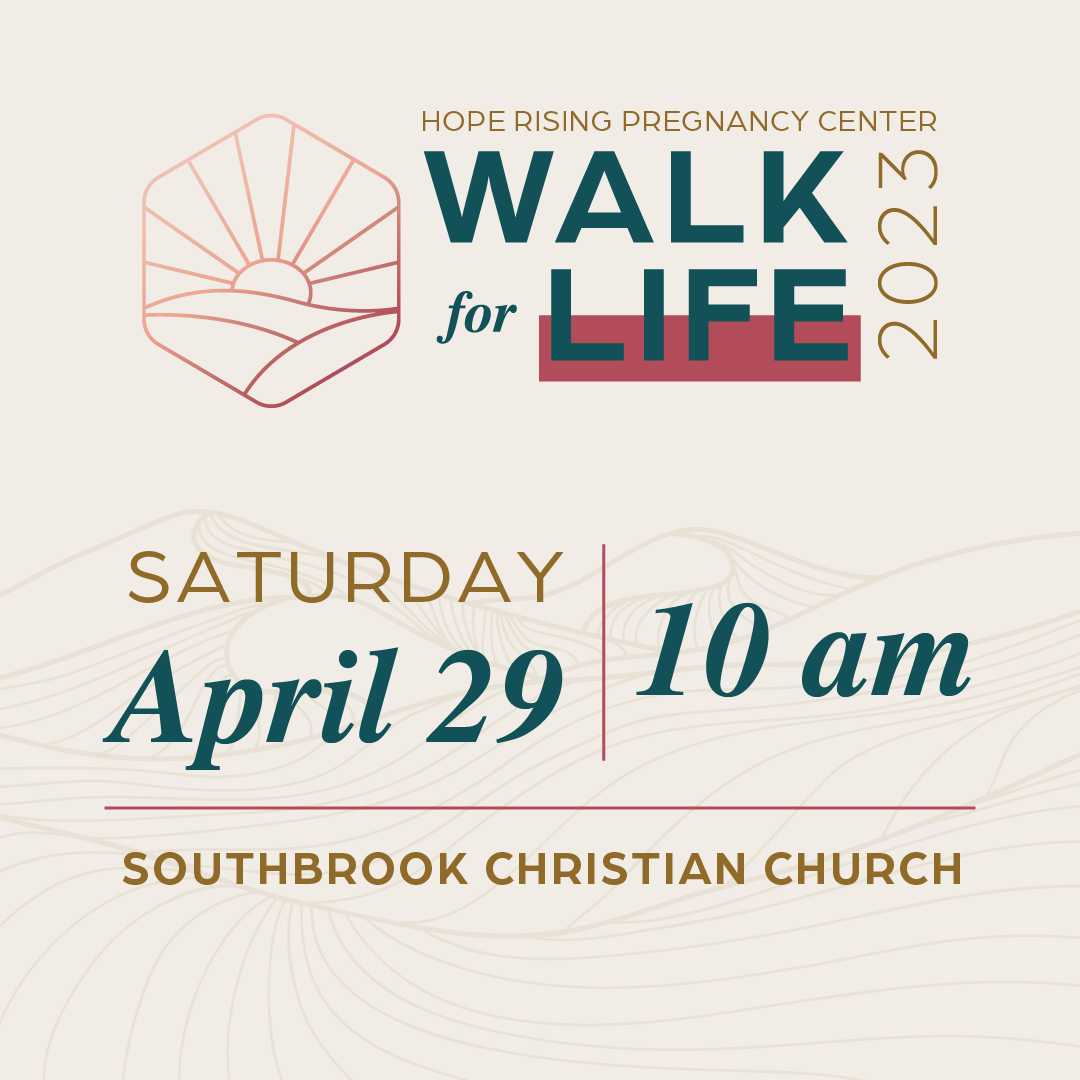 HOPE RISING PREGNANCY CENTER
WALK
for LIFE
2023
SATURDAY
April 29
10 am
SOUTHBROOK CHRISTIAN CHURCH